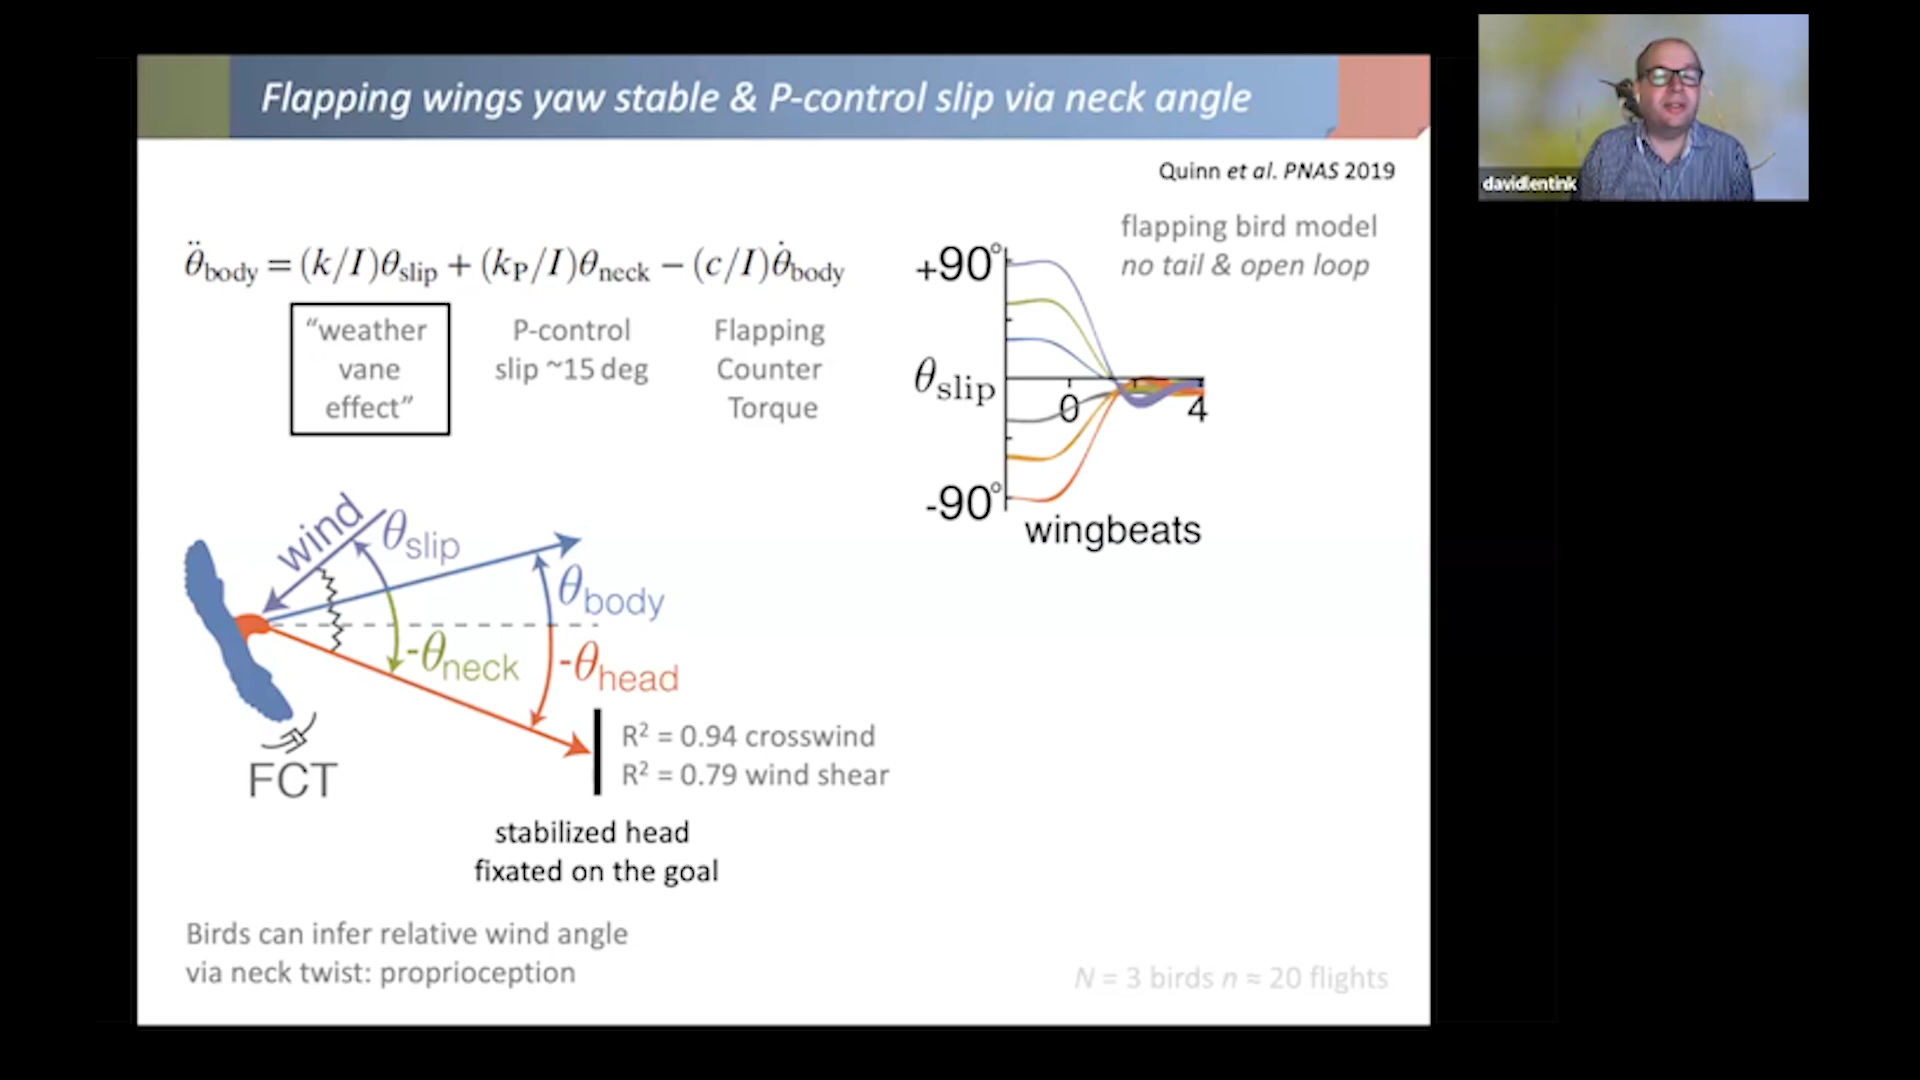 Flapping wings yaw stable & P-control slip via neck angle
davidlentink
Quinn et al. PNAS 2019
flapping bird model
no tail & open loop
θ̈body = (k/I)θslip + (kP/I)θneck − (c/I)θ̇body
“weather
vane
effect”
P-control
slip ~15 deg
Flapping
Counter
Torque
+90°
θslip
0
4
-90°
wingbeats
wind
θslip
θbody
-θneck
-θhead
FCT
R² = 0.94 crosswind
R² = 0.79 wind shear
stabilized head
fixated on the goal
Birds can infer relative wind angle
via neck twist: proprioception
N = 3 birds n ≈ 20 flights